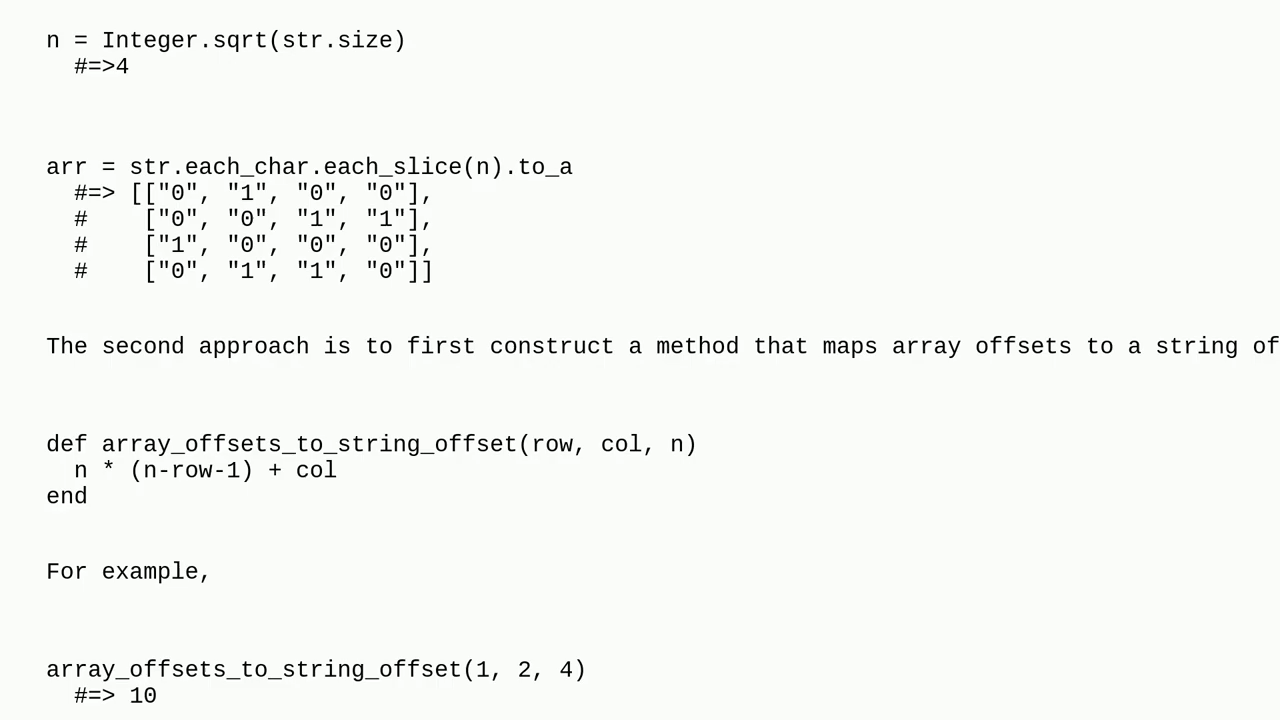 n = Integer.sqrt(str.size)
  #=>4
arr = str.each_char.each_slice(n).to_a
  #=> [["0", "1", "0", "0"],
  #    ["0", "0", "1", "1"],
  #    ["1", "0", "0", "0"],
  #    ["0", "1", "1", "0"]]
The second approach is to first construct a method that maps array offsets to a string of
def array_offsets_to_string_offset(row, col, n)
  n * (n-row-1) + col
end
For example,
array_offsets_to_string_offset(1, 2, 4)
  #=> 10